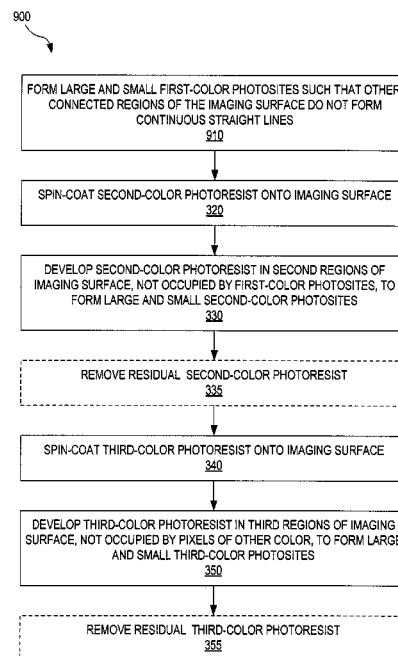 900
FORM LARGE AND SMALL FIRST-COLOR PHOTOSITES SUCH THAT OTHER
CONNECTED REGIONS OF THE IMAGING SURFACE DO NOT FORM
CONTINUOUS STRAIGHT LINES
910
SPIN-COAT SECOND-COLOR PHOTORESIST ONTO IMAGING SURFACE
320
DEVELOP SECOND-COLOR PHOTORESIST IN SECOND REGIONS OF
IMAGING SURFACE, NOT OCCUPIED BY FIRST-COLOR PHOTOSITES, TO
FORM LARGE AND SMALL SECOND-COLOR PHOTOSITES
330
REMOVE RESIDUAL SECOND-COLOR PHOTORESIST
335
SPIN-COAT THIRD-COLOR PHOTORESIST ONTO IMAGING SURFACE
340
DEVELOP THIRD-COLOR PHOTORESIST IN THIRD REGIONS OF IMAGING
SURFACE, NOT OCCUPIED BY PIXELS OF OTHER COLOR, TO FORM LARGE
AND SMALL THIRD-COLOR PHOTOSITES
350
REMOVE RESIDUAL THIRD-COLOR PHOTORESIST
355